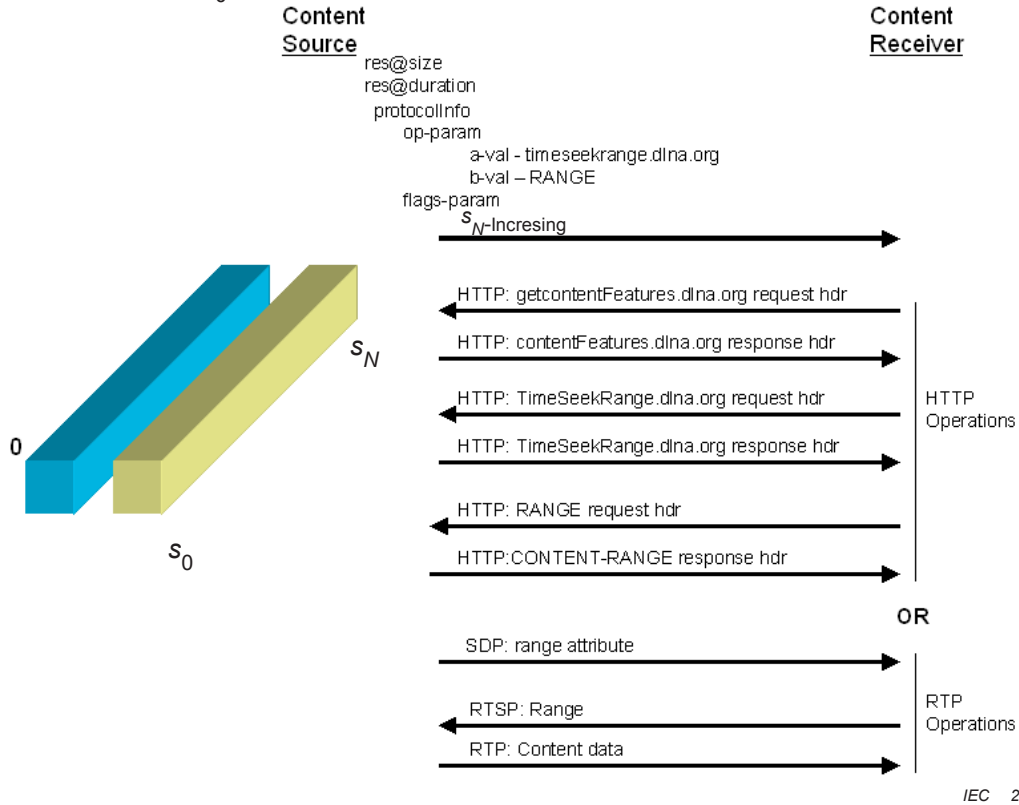 Content
Source
Content
Receiver
res@size
res@duration
protocolInfo
op-param
a-val - timeseekrange.dlna.org
b-val – RANGE
flags-param
sN-Incresing
HTTP: getcontentFeatures.dlna.org request hdr
HTTP: contentFeatures.dlna.org response hdr
HTTP: TimeSeekRange.dlna.org request hdr
HTTP: TimeSeekRange.dlna.org response hdr
HTTP: RANGE request hdr
HTTP:CONTENT-RANGE response hdr
HTTP
Operations
sN
0
s0
OR
SDP: range attribute
RTSP: Range
RTP: Content data
RTP
Operations
IEC 2